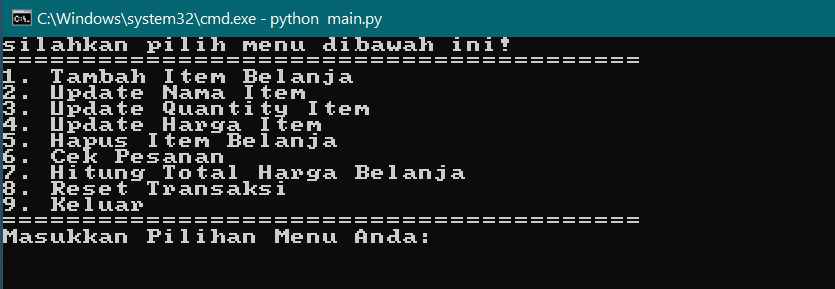 C:\Windows\system32\cmd.exe - python  main.py
silahkan pilih menu dibawah ini!
========================================
1. Tambah Item Belanja
2. Update Nama Item
3. Update Quantity Item
4. Update Harga Item
5. Hapus Item Belanja
6. Cek Pesanan
7. Hitung Total Harga Belanja
8. Reset Transaksi
9. Keluar
========================================
Masukkan Pilihan Menu Anda: